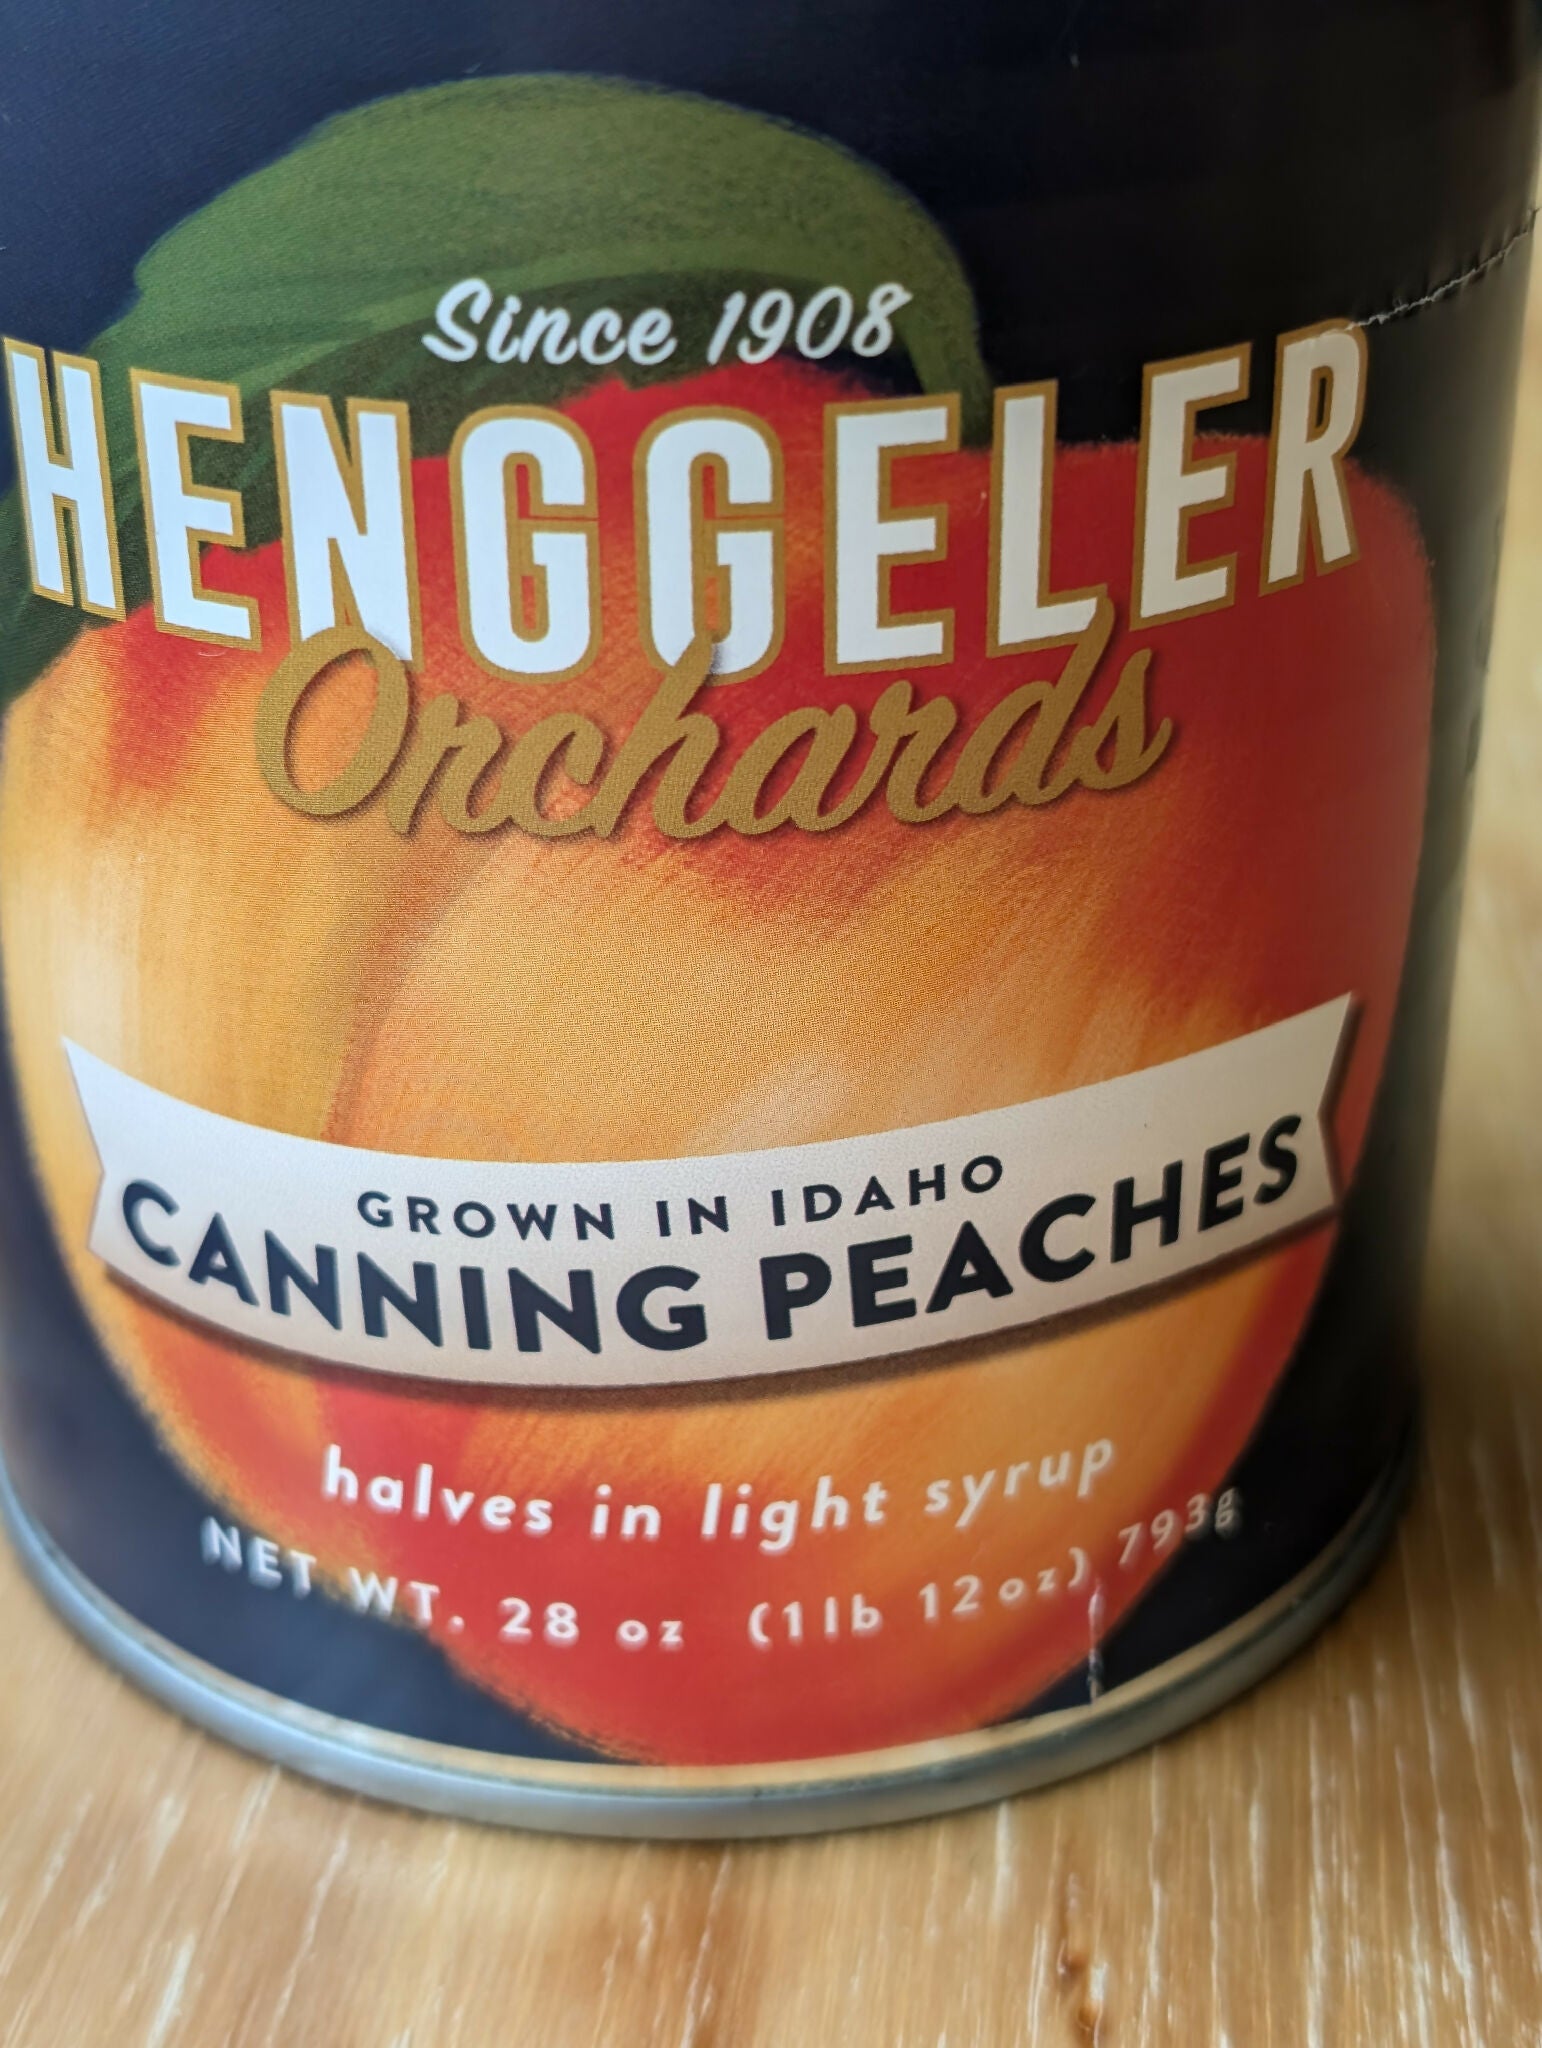 Since 1908
HENGGELER
Orchards
GROWN IN IDAHO
CANNING PEACHES
halves in light syrup
NET WT. 28 oz (1lb 12oz) 793g